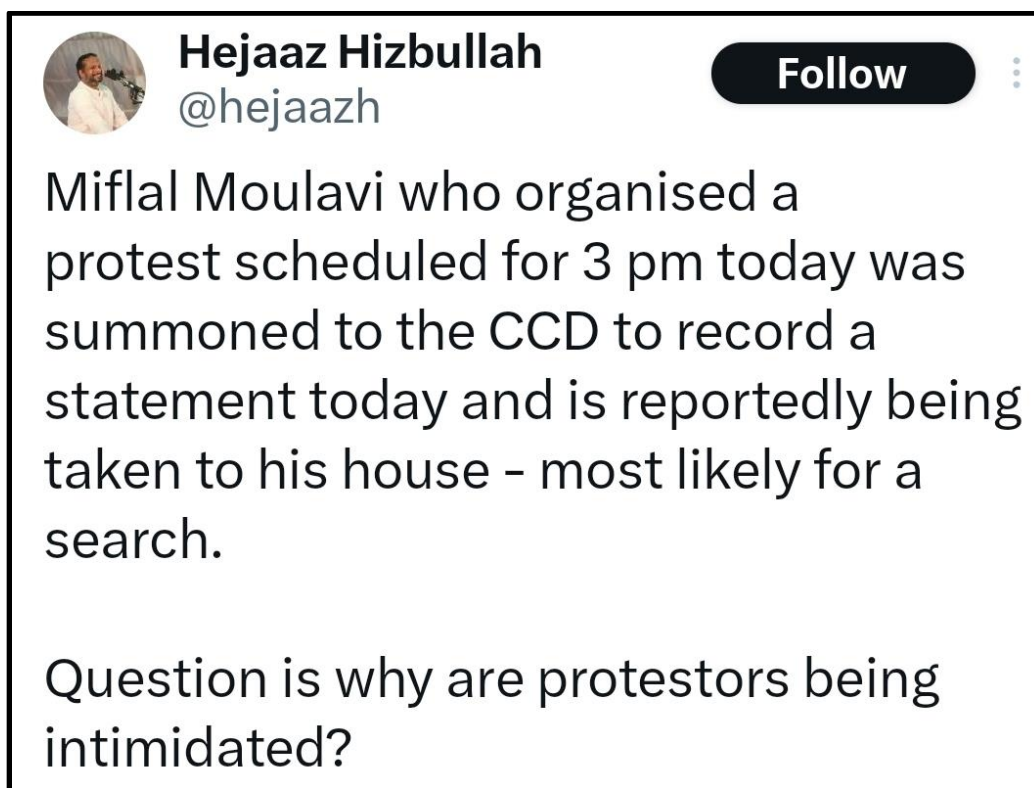 Hejaaz Hizbullah
Follow
@hejaazh
Miflal Moulavi who organised a
protest scheduled for 3 pm today was
summoned to the CCD to record a
statement today and is reportedly being
taken to his house - most likely for a
search.
Question is why are protestors being
intimidated?